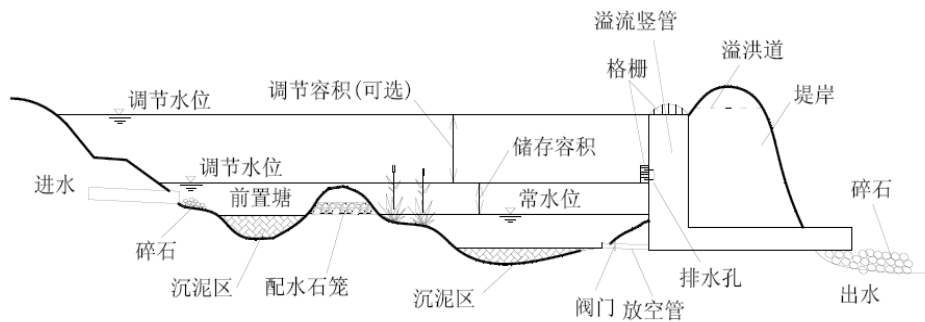 溢流竖管
格栅
溢洪道
调节水位
调节容积(可选)
堤岸
调节水位
储存容积
进水
前置塘
常水位
碎石
碎石
沉泥区
配水石笼
沉泥区
阀门
放空管
排水孔
出水